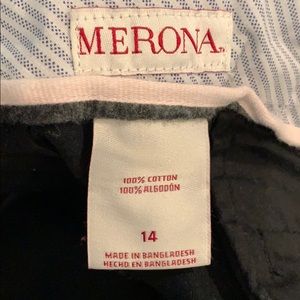 MERONA
100% COTTON
100% ALGODÓN
14
MADE IN BANGLADESH
HECHO EN BANGLADESH